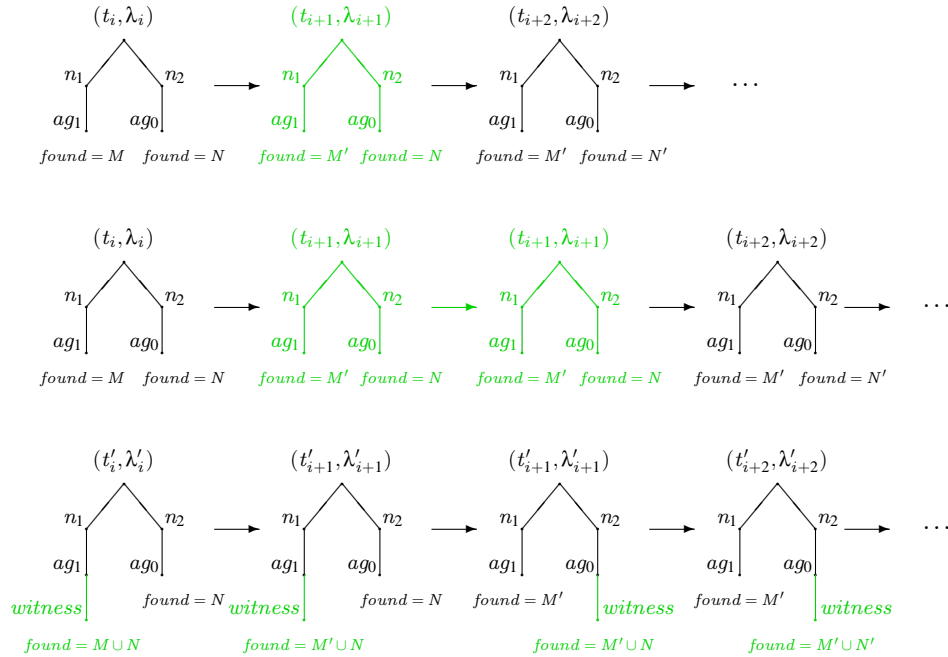 (t_i, λ_i) (t_{i+1}, λ_{i+1}) (t_{i+2}, λ_{i+2})
n_1 n_2 n_1 n_2 n_1 n_2 ⋯
ag_1 ag_0 ag_1 ag_0 ag_1 ag_0
found = M found = N found = M′ found = N found = M′ found = N′
(t_i, λ_i) (t_{i+1}, λ_{i+1}) (t_{i+1}, λ_{i+1}) (t_{i+2}, λ_{i+2})
n_1 n_2 n_1 n_2 n_1 n_2 n_1 n_2 ⋯
ag_1 ag_0 ag_1 ag_0 ag_1 ag_0 ag_1 ag_0
found = M found = N found = M′ found = N found = M′ found = N found = M′ found = N′
(t′_i, λ′_i) (t′_{i+1}, λ′_{i+1}) (t′_{i+1}, λ′_{i+1}) (t′_{i+2}, λ′_{i+2})
n_1 n_2 n_1 n_2 n_1 n_2 n_1 n_2 ⋯
ag_1 ag_0 ag_1 ag_0 ag_1 ag_0 ag_1 ag_0
found = N found = N found = M′ found = M′
witness witness witness witness
found = M ∪ N found = M′ ∪ N found = M′ ∪ N found = M′ ∪ N′